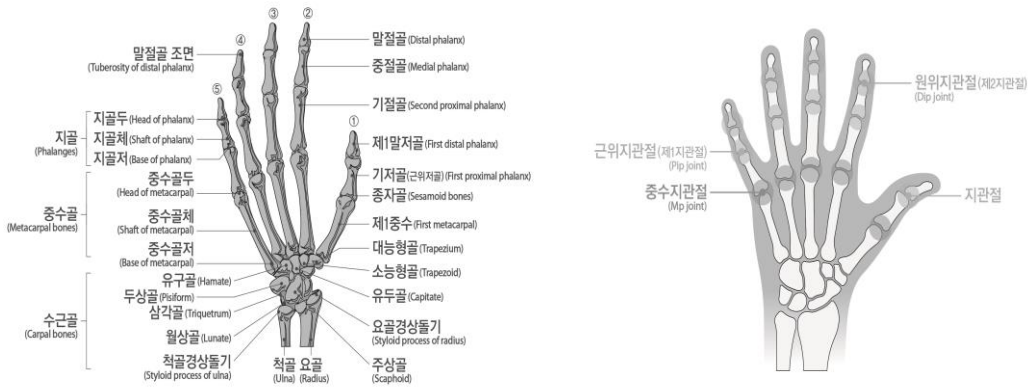 ③
②
④
말절골 조면
(Tuberosity of distal phalanx)
말절골 (Distal phalanx)
중절골 (Medial phalanx)
⑤
기절골 (Second proximal phalanx)
①
지골
(Phalanges)
지골두 (Head of phalanx)
지골체 (Shaft of phalanx)
지골저 (Base of phalanx)
제1말저골 (First distal phalanx)
기저골(근위저골) (First proximal phalanx)
종자골 (Sesamoid bones)
중수골
(Metacarpal bones)
중수골두
(Head of metacarpal)
중수골체
(Shaft of metacarpal)
중수골저
(Base of metacarpal)
제1중수 (First metacarpal)
대능형골 (Trapezium)
소능형골 (Trapezoid)
유두골 (Capitate)
수근골
(Carpal bones)
유구골 (Hamate)
두상골 (Pisiform)
삼각골 (Triquetrum)
월상골 (Lunate)
척골경상돌기
(Styloid process of ulna)
척골
(Ulna)
요골
(Radius)
요골경상돌기
(Styloid process of radius)
주상골
(Scaphoid)
원위지관절 (제2지관절)
(Dip joint)
근위지관절 (제1지관절)
(Pip joint)
중수지관절
(Mp joint)
지관절